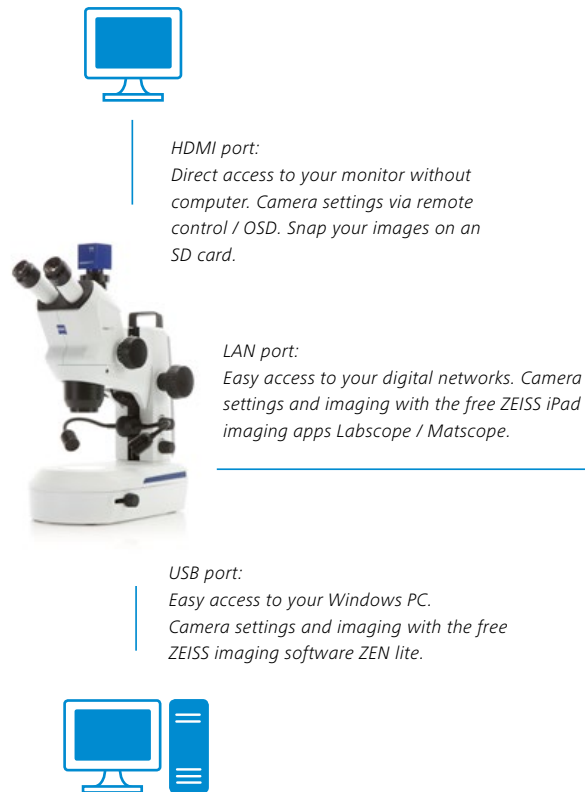 HDMI port:
Direct access to your monitor without
computer. Camera settings via remote
control / OSD. Snap your images on an
SD card.
LAN port:
Easy access to your digital networks. Camera
settings and imaging with the free ZEISS iPad
imaging apps Labscope / Matscope.
USB port:
Easy access to your Windows PC.
Camera settings and imaging with the free
ZEISS imaging software ZEN lite.